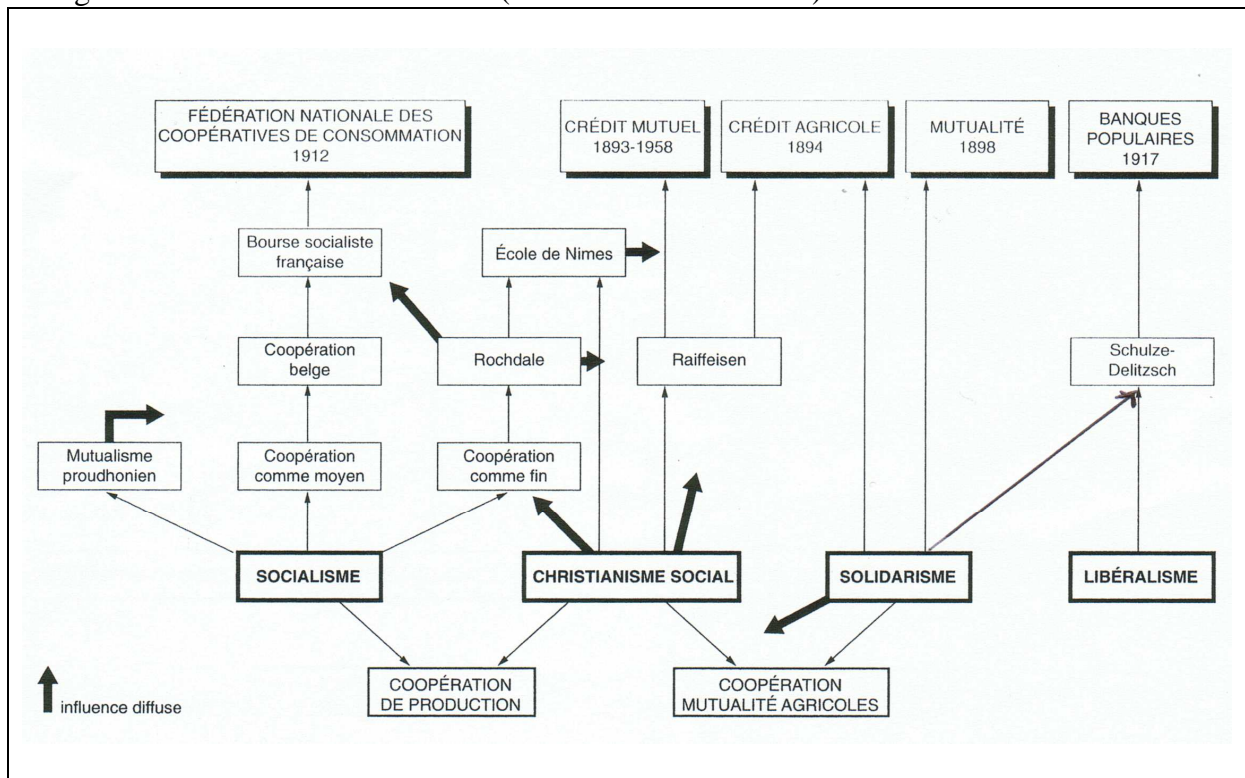 FÉDÉRATION NATIONALE DES
COOPÉRATIVES DE CONSOMMATION
1912
CRÉDIT MUTUEL
1893-1958
CRÉDIT AGRICOLE
1894
MUTUALITÉ
1898
BANQUES
POPULAIRES
1917
Bourse socialiste
française
École de Nimes
Coopération
belge
Rochdale
Raiffeisen
Schulze-
Delitzsch
Mutualisme
proudhonien
Coopération
comme moyen
Coopération
comme fin
SOCIALISME
CHRISTIANISME SOCIAL
SOLIDARISME
LIBÉRALISME
COOPÉRATION
DE PRODUCTION
COOPÉRATION
MUTUALITÉ AGRICOLES
influence diffuse